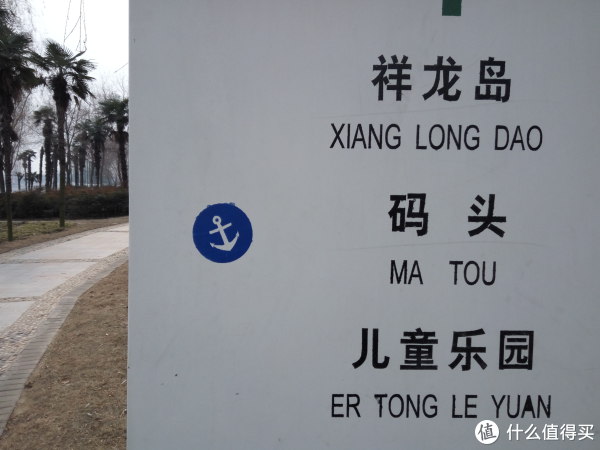 祥龙岛
XIANG LONG DAO
码头
MA TOU
儿童乐园
ER TONG LE YUAN
值 什么值得买